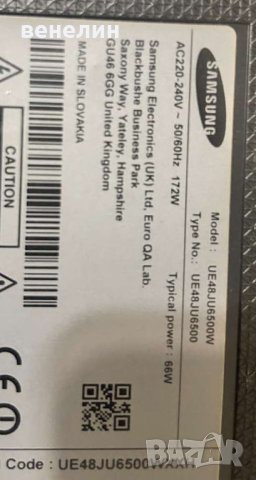 венелин
SAMSUNG
Model : UE48JU6500W
Type No.: UE48JU6500
AC220-240V ~ 50/60Hz 172W
Typical power : 66W
Samsung Electronics (UK) Ltd, Euro QA Lab.
Blackbushe Business Park
Saxony Way, Yateley, Hampshire
GU46 6GG United Kingdom
MADE IN SLOVAKIA
CAUTION
Code : UE48JU6500WXXH
БАЗАР